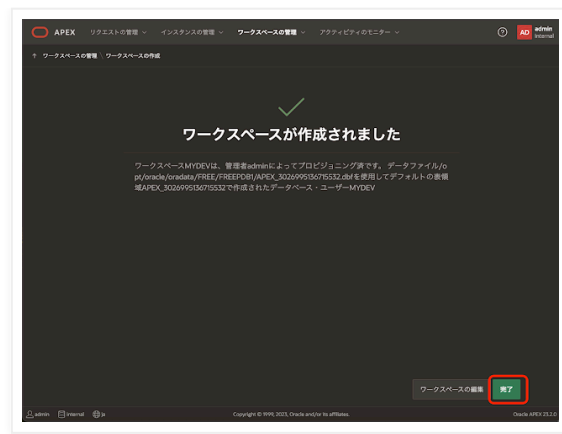 APEX リクエストの管理 インスタンスの管理 ワークスペースの管理 アクティビティのモニター ? AD admin Internal
ワークスペースの管理 \ ワークスペースの作成
ワークスペースが作成されました
ワークスペースMYDEVは、管理者adminによってプロビジョニング済です。 データファイル/o
pt/oracle/oradata/FREE/FREEPDB1/APEX_3026995136715532.dbfを使用してデフォルトの表領
域APEX_3026995136715532で作成されたデータベース・ユーザーMYDEV
ワークスペースの編集 完了
admin Internal ja Copyright © 1999, 2023, Oracle and/or its affiliates. Oracle APEX 23.2.0